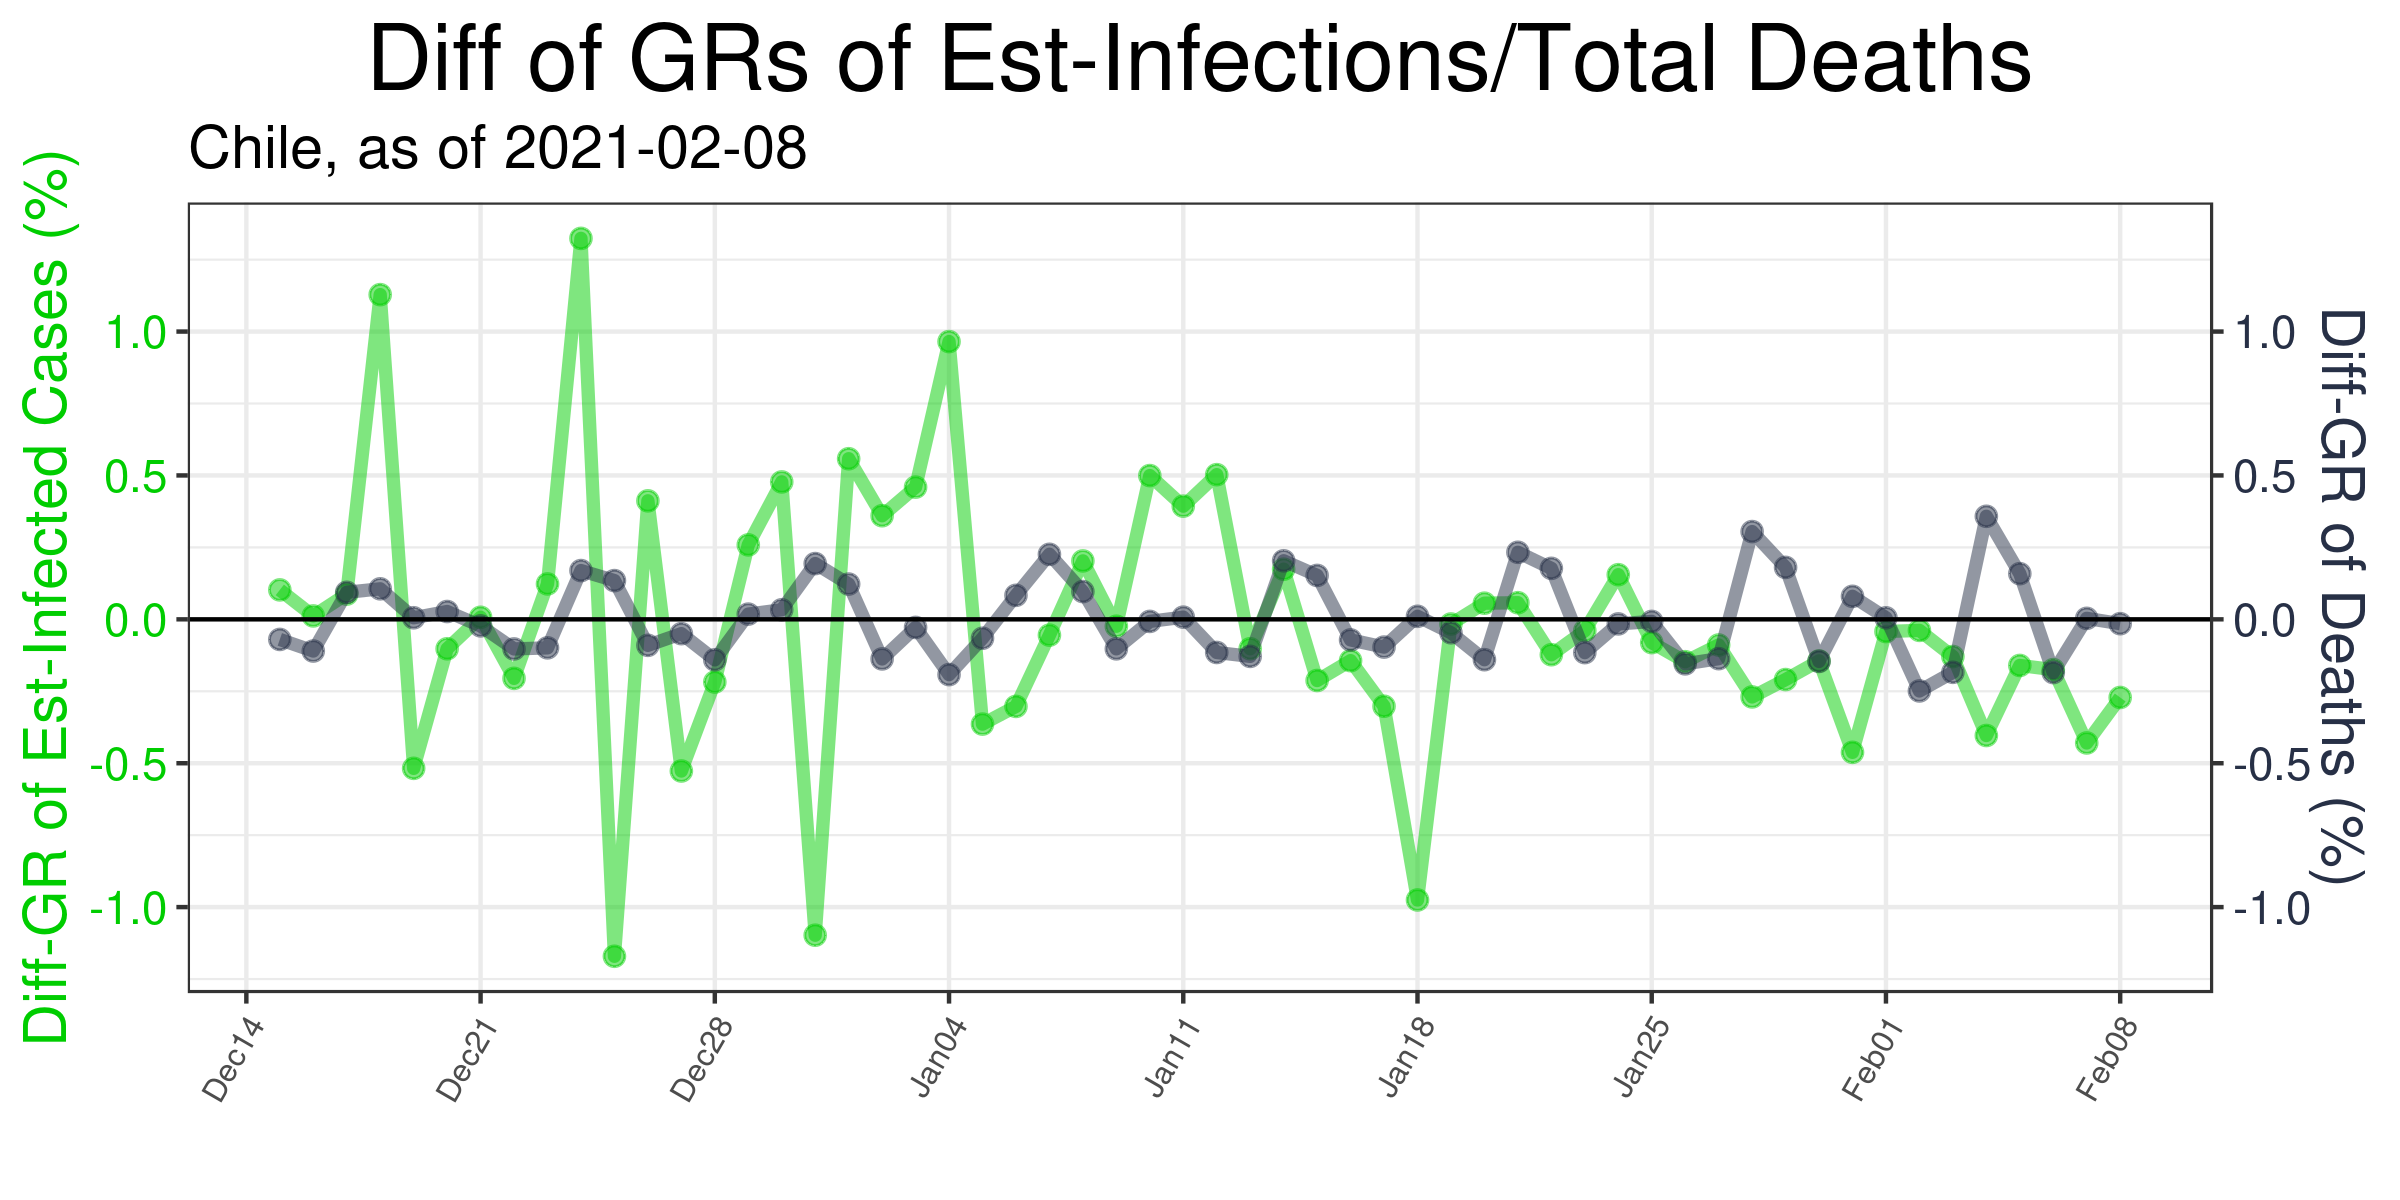 Diff of GRs of Est-Infections/Total Deaths
Chile, as of 2021-02-08
Diff-GR of Est-Infected Cases (%)
1.0
0.5
0.0
-0.5
-1.0
1.0
0.5
0.0
-0.5
-1.0
Diff-GR of Deaths (%)
Dec14
Dec21
Dec28
Jan04
Jan11
Jan18
Jan25
Feb01
Feb08